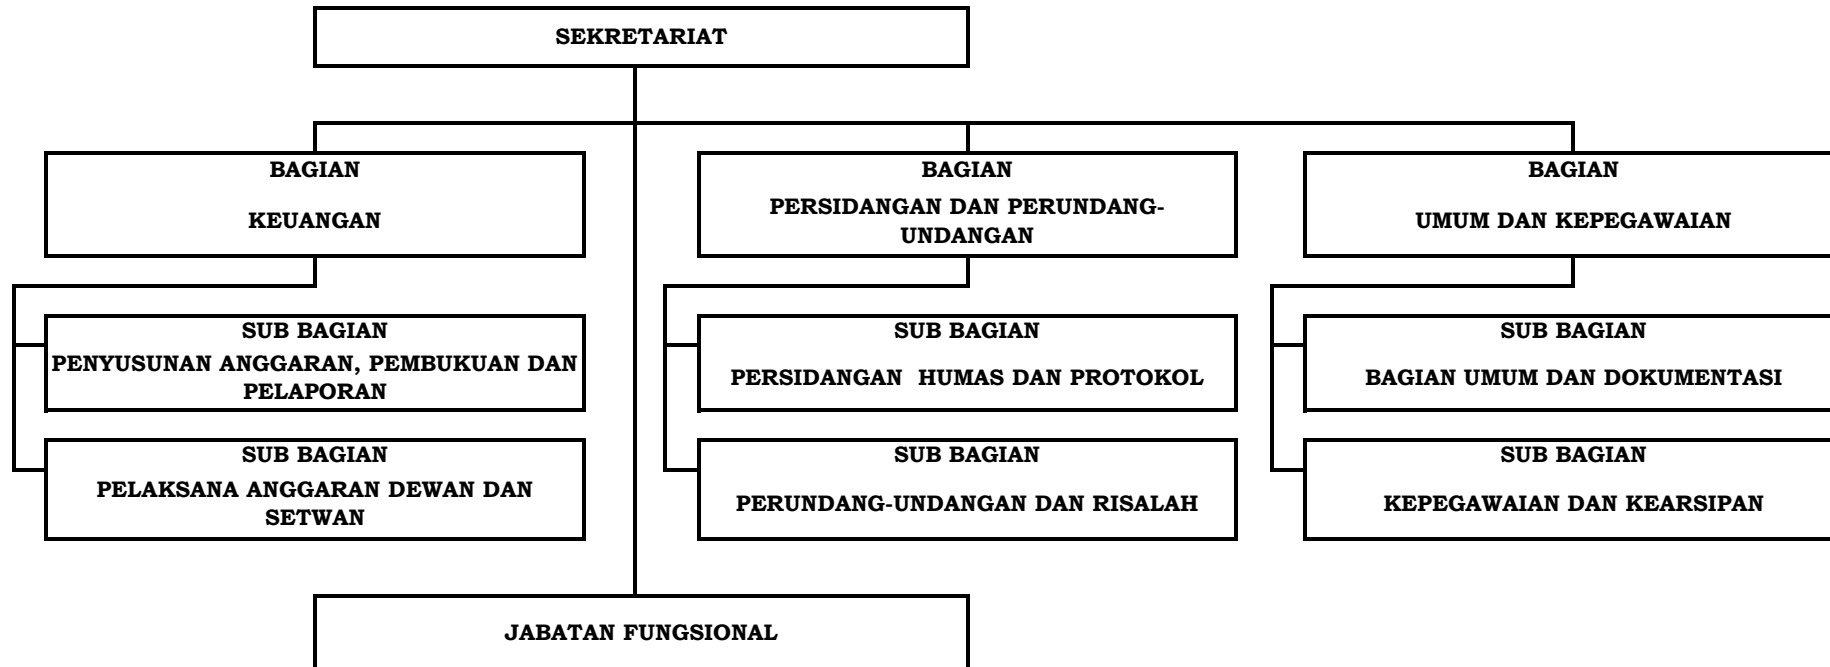 SEKRETARIAT
BAGIAN
KEUANGAN
BAGIAN
PERSIDANGAN DAN PERUNDANG-
UNDANGAN
BAGIAN
UMUM DAN KEPEGAWAIAN
SUB BAGIAN
PENYUSUNAN ANGGARAN, PEMBUKUAN DAN
PELAPORAN
SUB BAGIAN
PERSIDANGAN  HUMAS DAN PROTOKOL
SUB BAGIAN
BAGIAN UMUM DAN DOKUMENTASI
SUB BAGIAN
PELAKSANA ANGGARAN DEWAN DAN
SETWAN
SUB BAGIAN
PERUNDANG-UNDANGAN DAN RISALAH
SUB BAGIAN
KEPEGAWAIAN DAN KEARSIPAN
JABATAN FUNGSIONAL